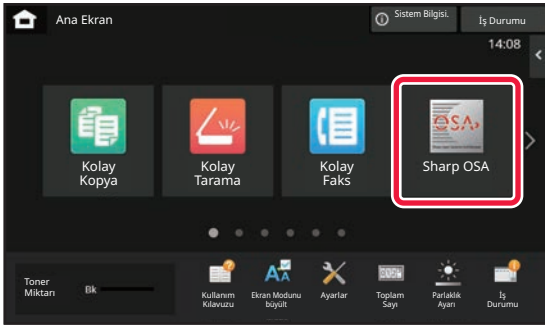 Ana Ekran
Sistem Bilgisi.
İş Durumu
14:08
OSA
Kolay
Kopya
Kolay
Tarama
Kolay
Faks
Sharp OSA
Toner
Miktarı
Bk
Kullanım
Kılavuzu
Ekran Modunu
büyült
Ayarlar
Toplam
Sayı
Parlaklık
Ayarı
İş
Durumu